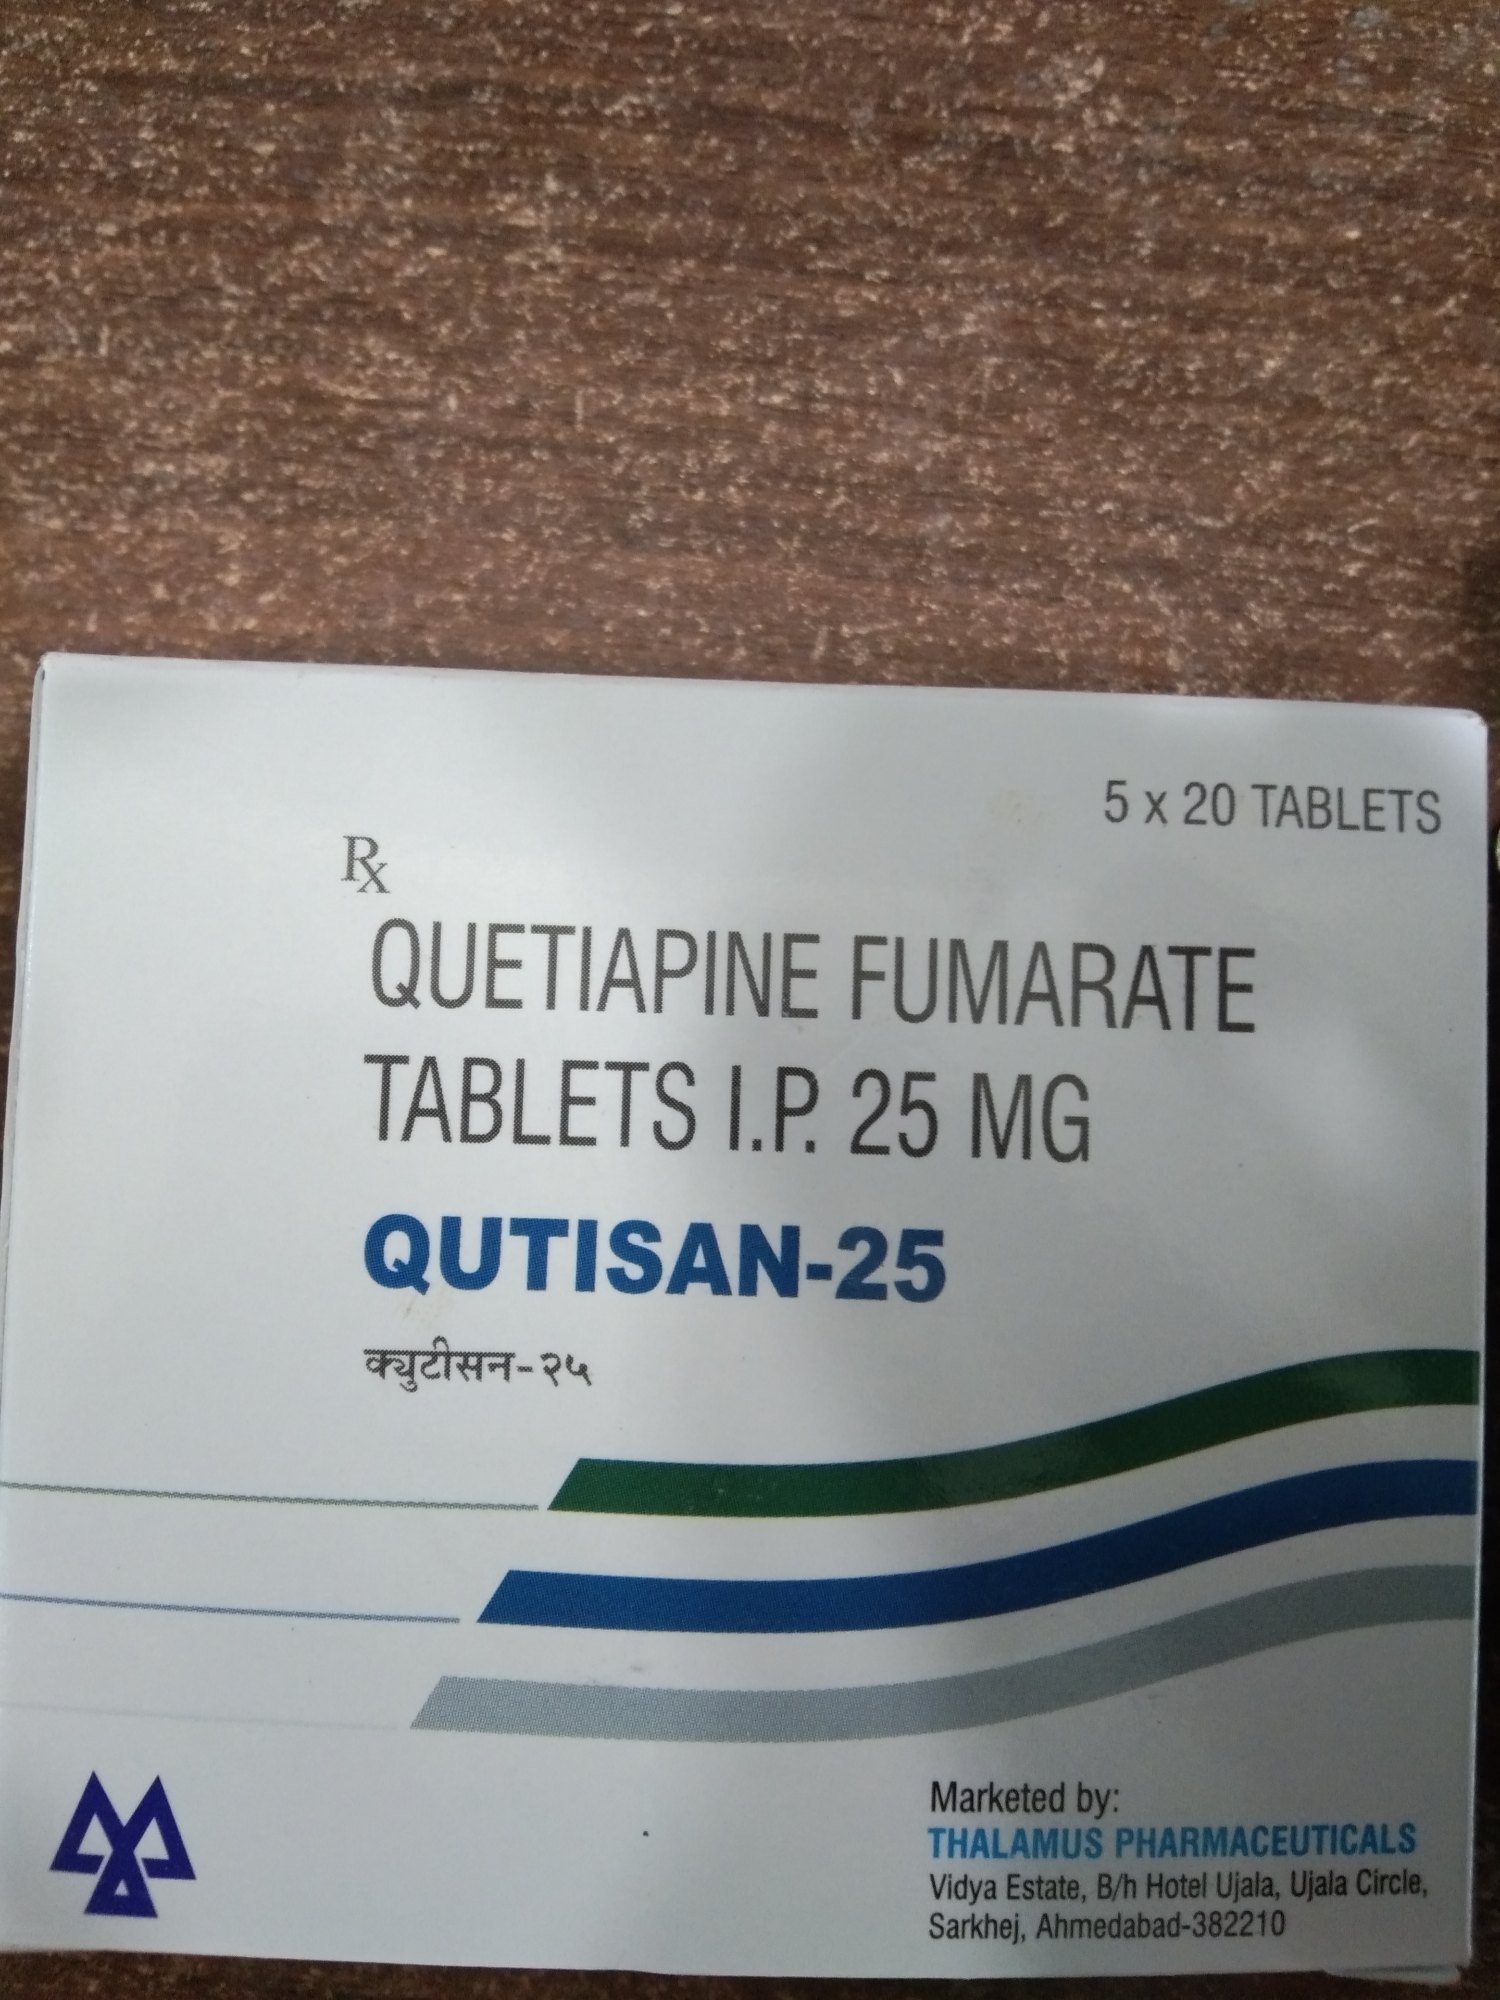 5 x 20 TABLETS
Rx
QUETIAPINE FUMARATE
TABLETS I.P. 25 MG
QUTISAN-25
क्युटीसन-२५
Marketed by:
THALAMUS PHARMACEUTICALS
Vidya Estate, B/h Hotel Ujala, Ujala Circle,
Sarkhej, Ahmedabad-382210